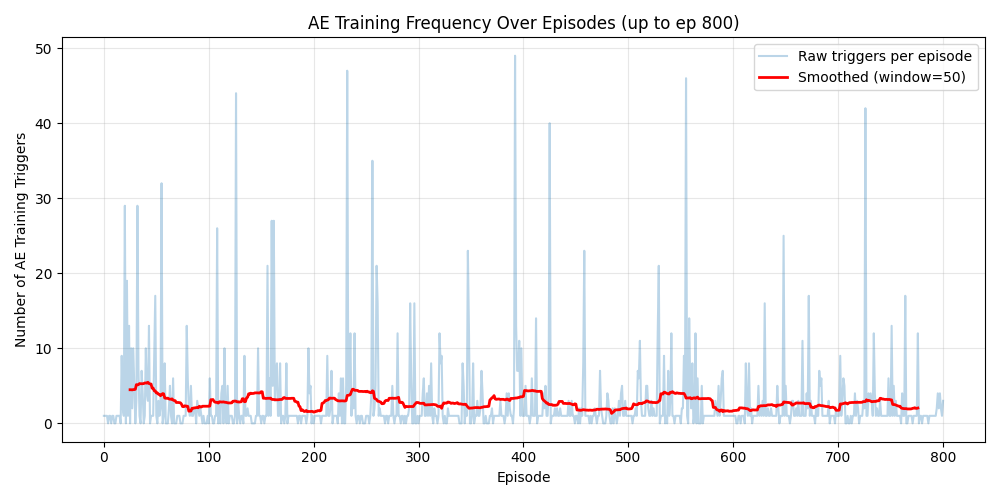 AE Training Frequency Over Episodes (up to ep 800)
Number of AE Training Triggers
50
40
30
20
10
0
Raw triggers per episode
Smoothed (window=50)
0 100 200 300 400 500 600 700 800
Episode